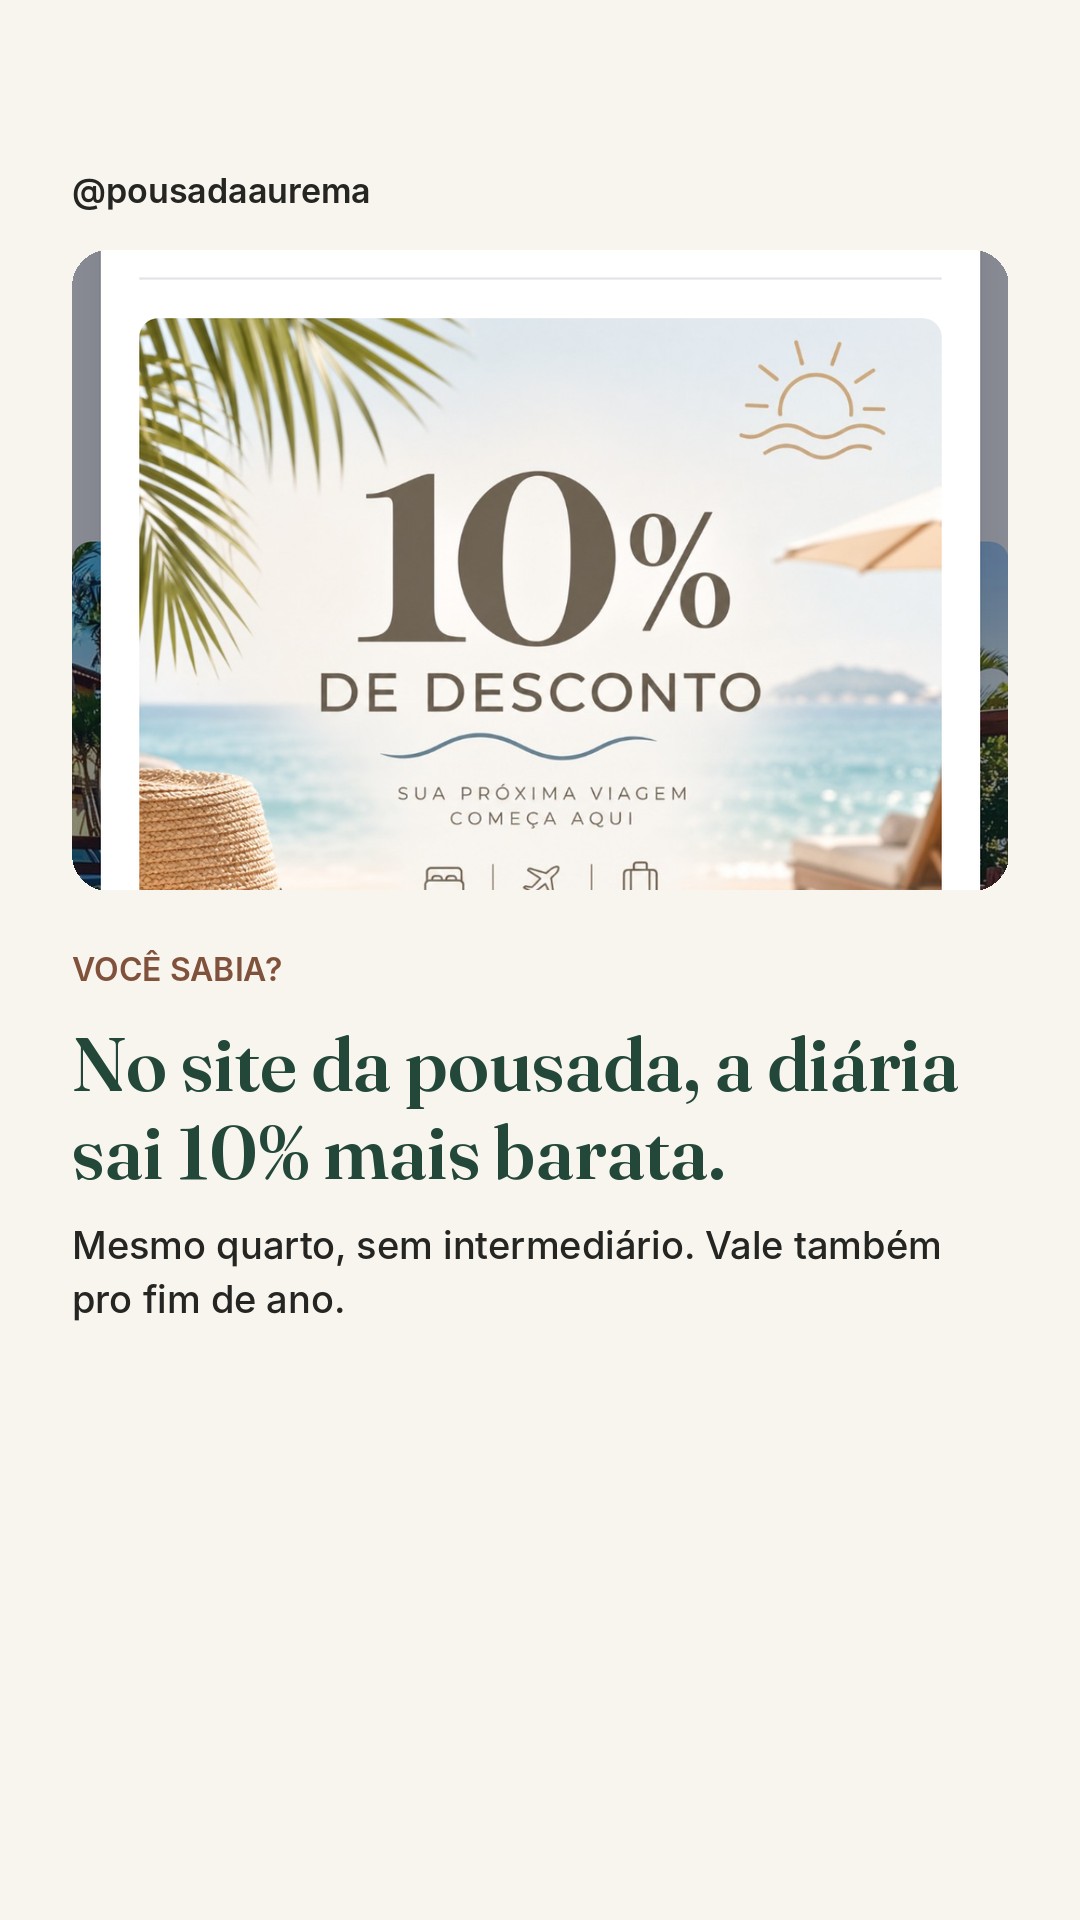 @pousadaaurema
10%
DE DESCONTO
SUA PRÓXIMA VIAGEM
COMEÇA AQUI
VOCÊ SABIA?
No site da pousada, a diária
sai 10% mais barata.
Mesmo quarto, sem intermediário. Vale também
pro fim de ano.